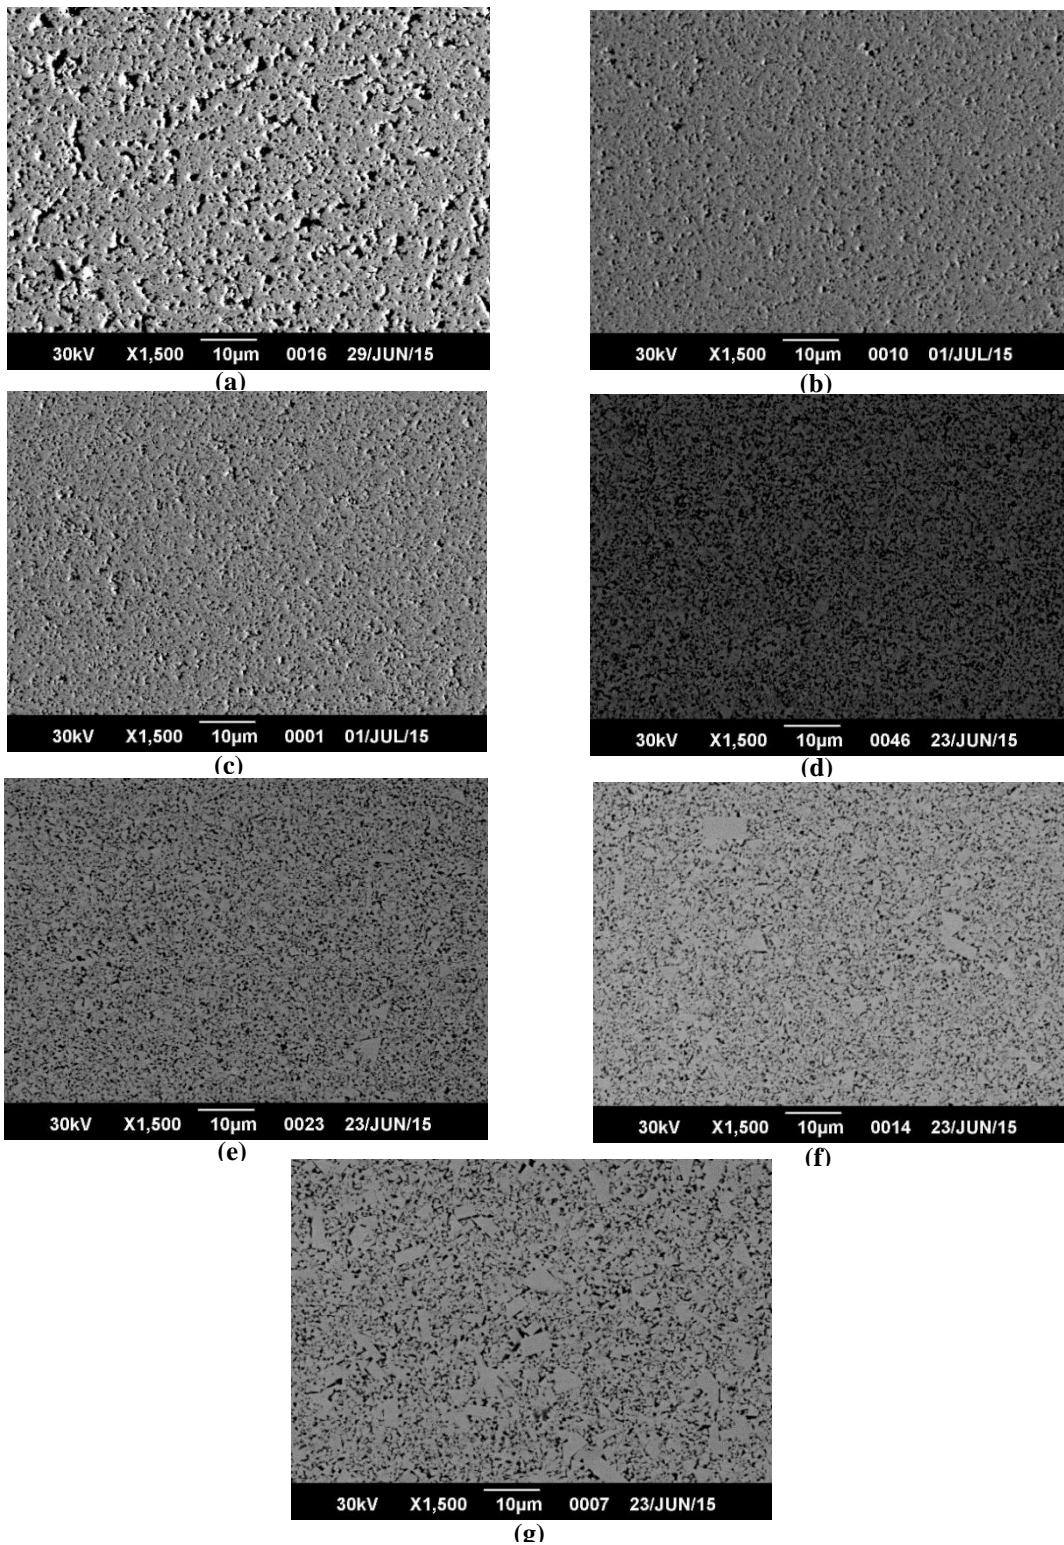 30kV X1,500 10µm 0016 29/JUN/15
(a)
30kV X1,500 10µm 0010 01/JUL/15
(b)
30kV X1,500 10µm 0001 01/JUL/15
(c)
30kV X1,500 10µm 0046 23/JUN/15
(d)
30kV X1,500 10µm 0023 23/JUN/15
(e)
30kV X1,500 10µm 0014 23/JUN/15
(f)
30kV X1,500 10µm 0007 23/JUN/15
(g)